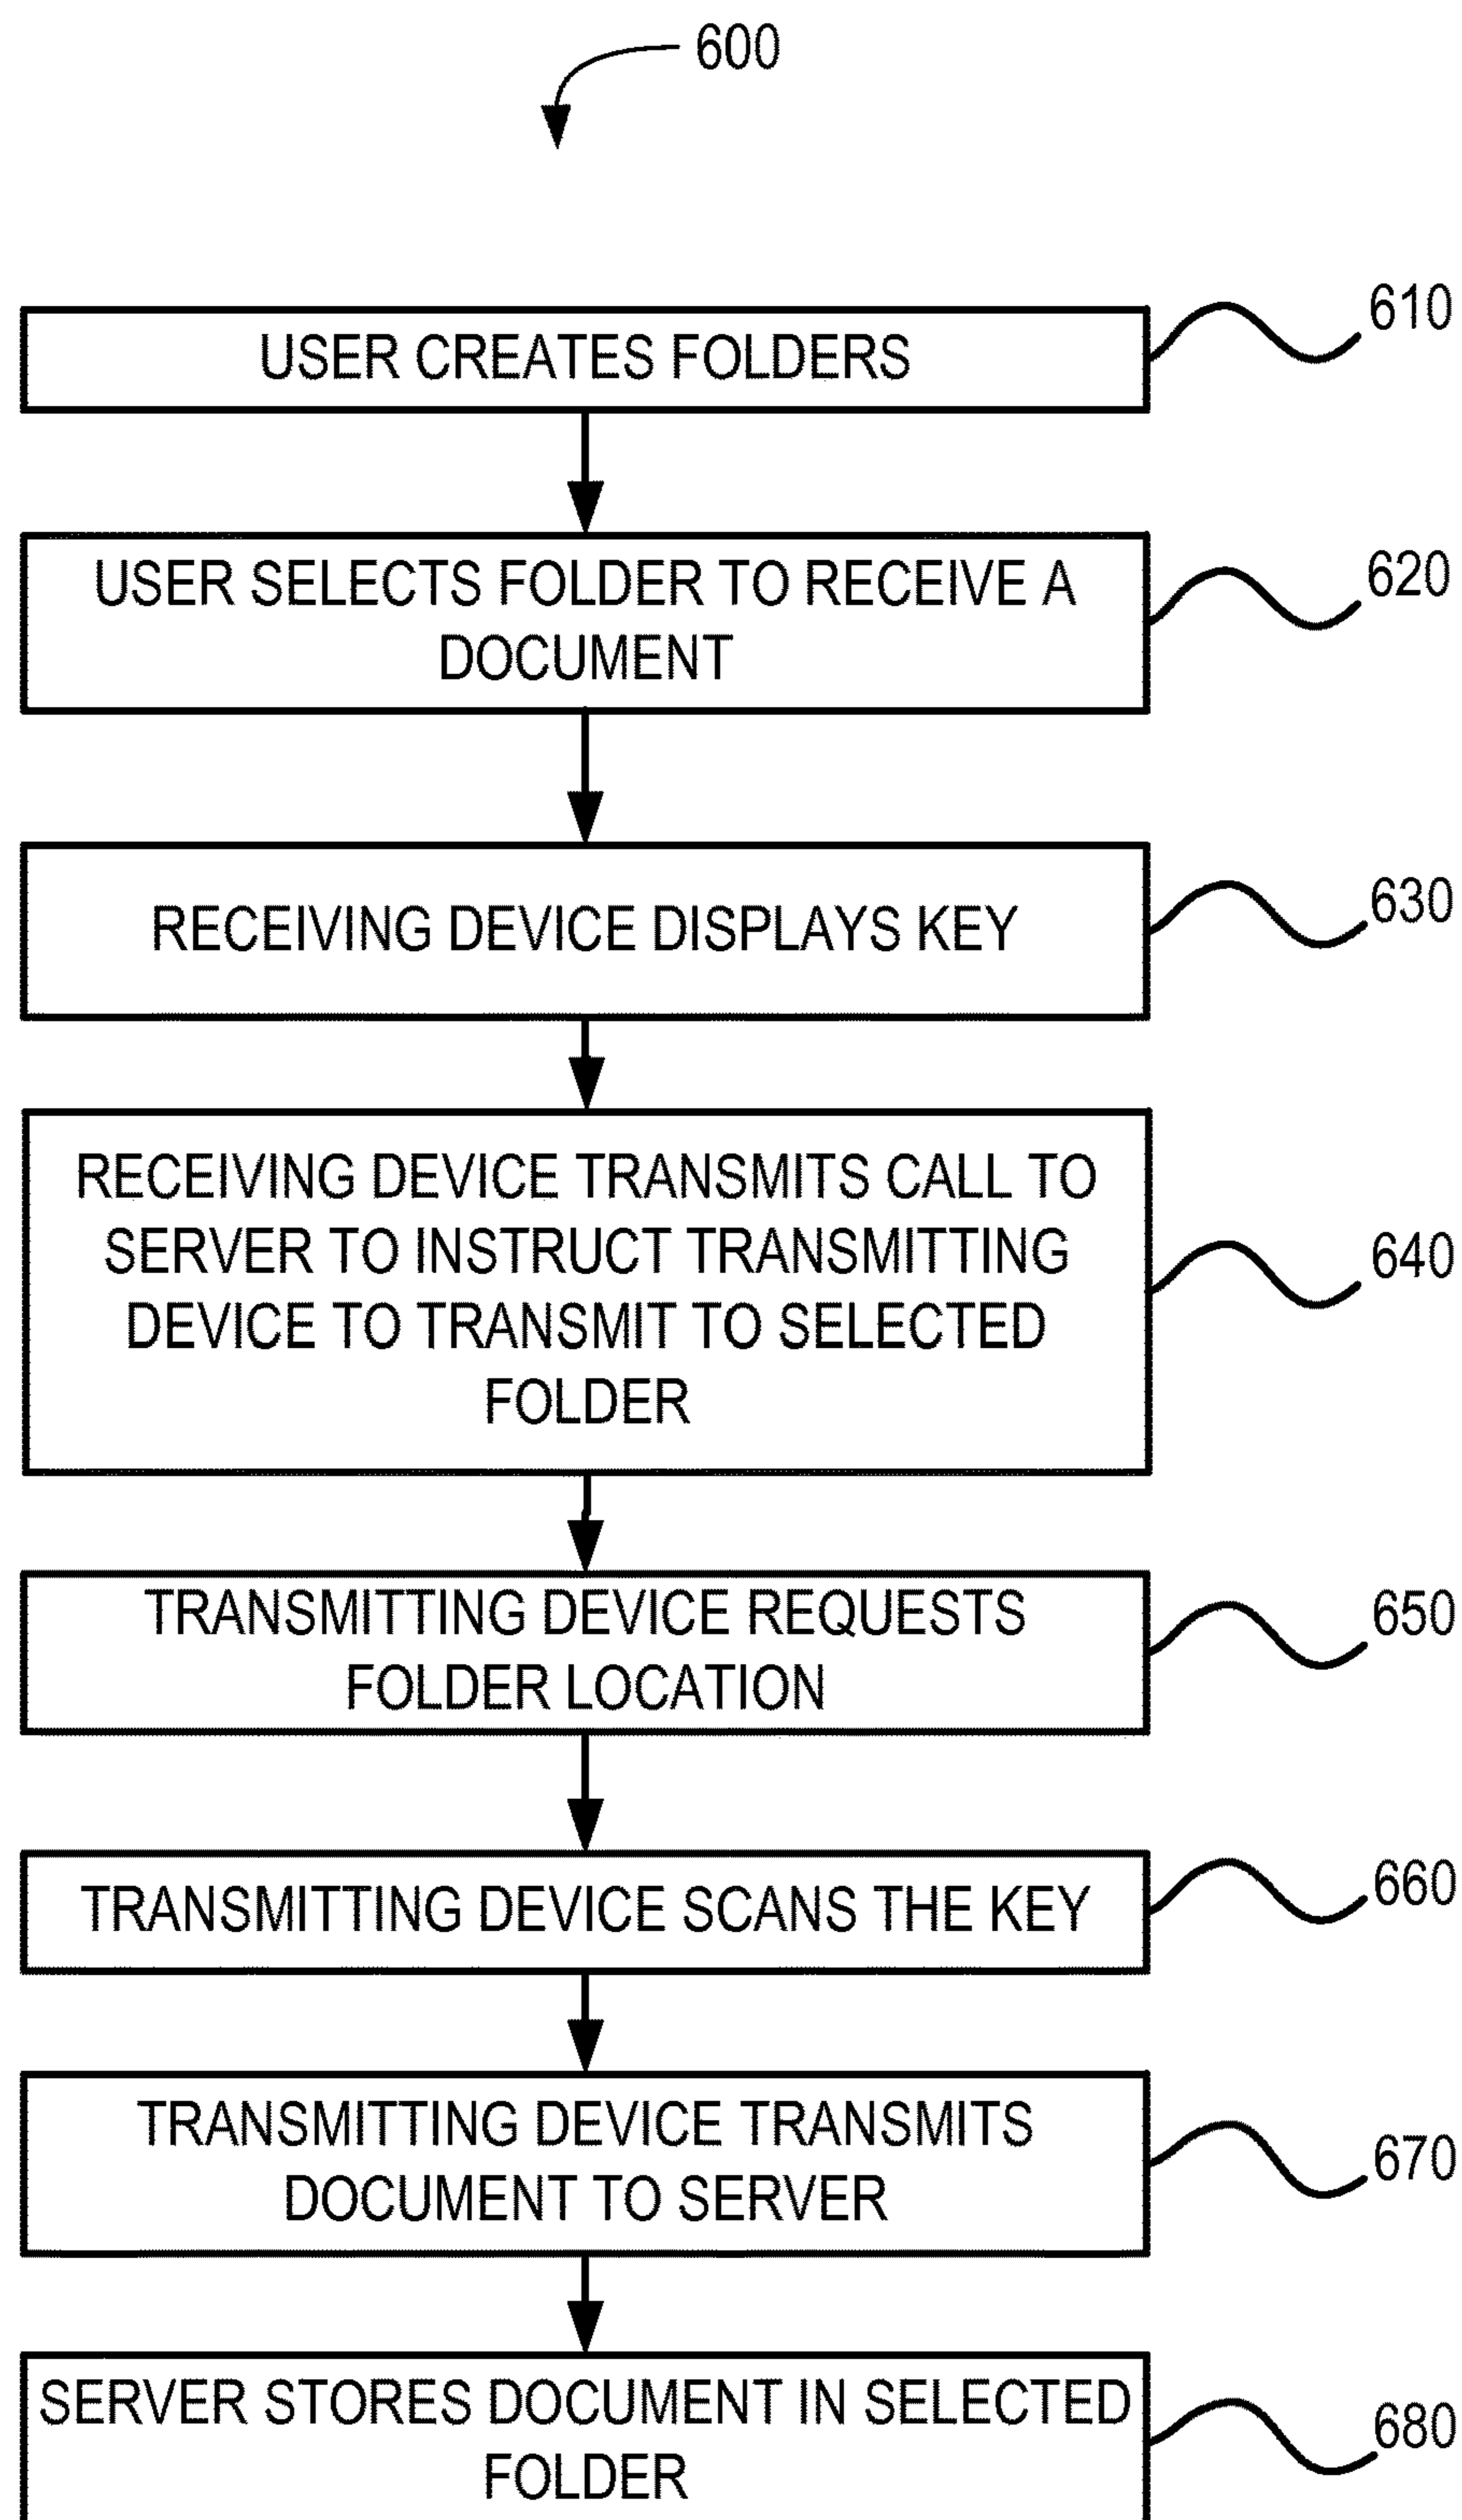 600
USER CREATES FOLDERS
610
USER SELECTS FOLDER TO RECEIVE A
DOCUMENT
620
RECEIVING DEVICE DISPLAYS KEY
630
RECEIVING DEVICE TRANSMITS CALL TO
SERVER TO INSTRUCT TRANSMITTING
DEVICE TO TRANSMIT TO SELECTED
FOLDER
640
TRANSMITTING DEVICE REQUESTS
FOLDER LOCATION
650
TRANSMITTING DEVICE SCANS THE KEY
660
TRANSMITTING DEVICE TRANSMITS
DOCUMENT TO SERVER
670
SERVER STORES DOCUMENT IN SELECTED
FOLDER
680